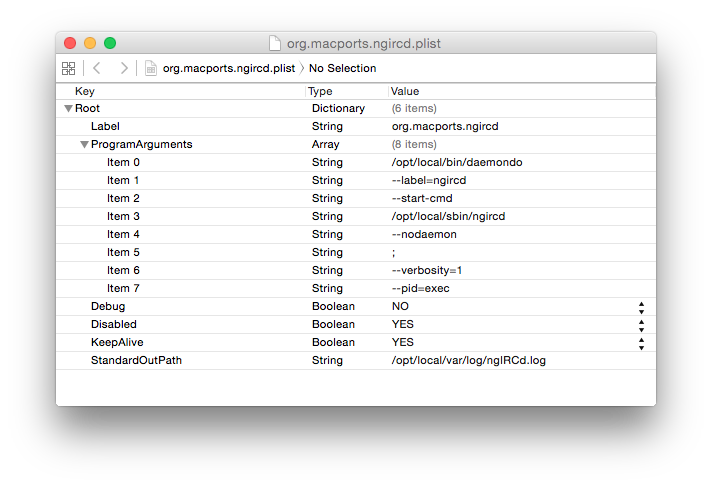 org.macports.ngircd.plist
org.macports.ngircd.plist No Selection
Key Type Value
Root Dictionary (6 items)
Label String org.macports.ngircd
ProgramArguments Array (8 items)
Item 0 String /opt/local/bin/daemondo
Item 1 String --label=ngircd
Item 2 String --start-cmd
Item 3 String /opt/local/sbin/ngircd
Item 4 String --nodaemon
Item 5 String ;
Item 6 String --verbosity=1
Item 7 String --pid=exec
Debug Boolean NO
Disabled Boolean YES
KeepAlive Boolean YES
StandardOutPath String /opt/local/var/log/ngIRCd.log